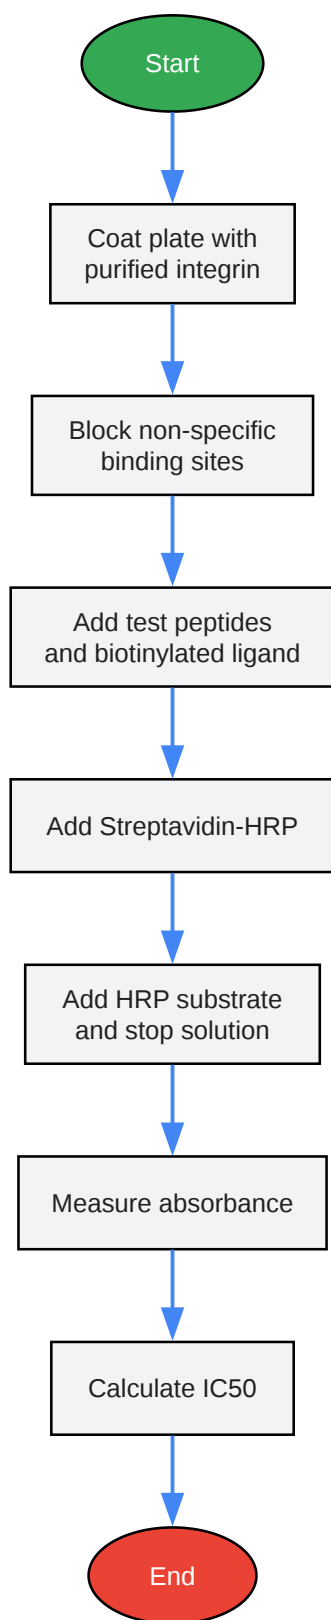 Start
Coat plate with
purified integrin
Block non-specific
binding sites
Add test peptides
and biotinylated ligand
Add Streptavidin-HRP
Add HRP substrate
and stop solution
Measure absorbance
Calculate IC50
End